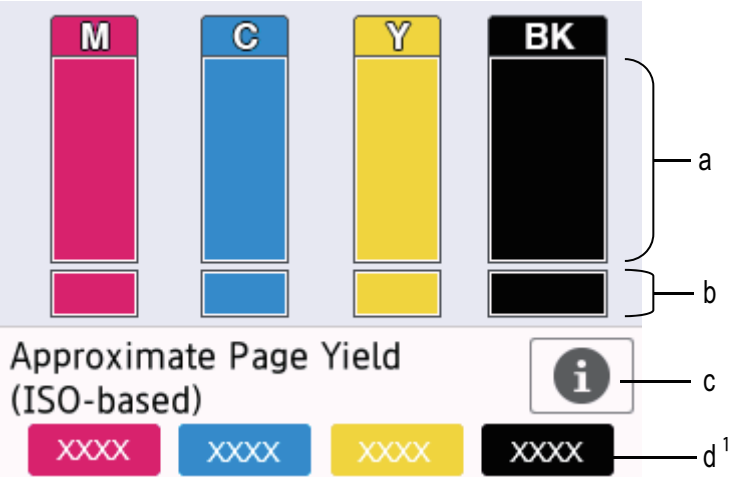 M C Y BK
a
b
Approximate Page Yield
(ISO-based)
c
XXXX XXXX XXXX XXXX
d 1